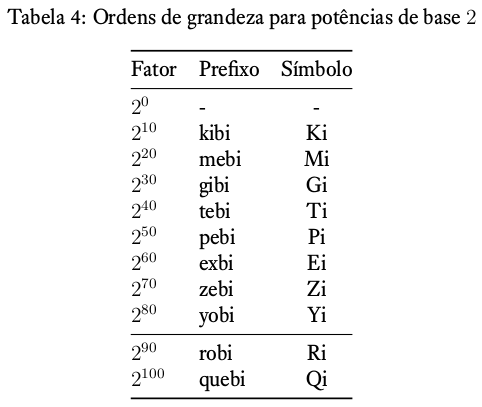 Tabela 4: Ordens de grandeza para potências de base 2
Fator Prefixo Símbolo
2^0 - -
2^10 kibi Ki
2^20 mebi Mi
2^30 gibi Gi
2^40 tebi Ti
2^50 pebi Pi
2^60 exbi Ei
2^70 zebi Zi
2^80 yobi Yi
2^90 robi Ri
2^100 quebi Qi